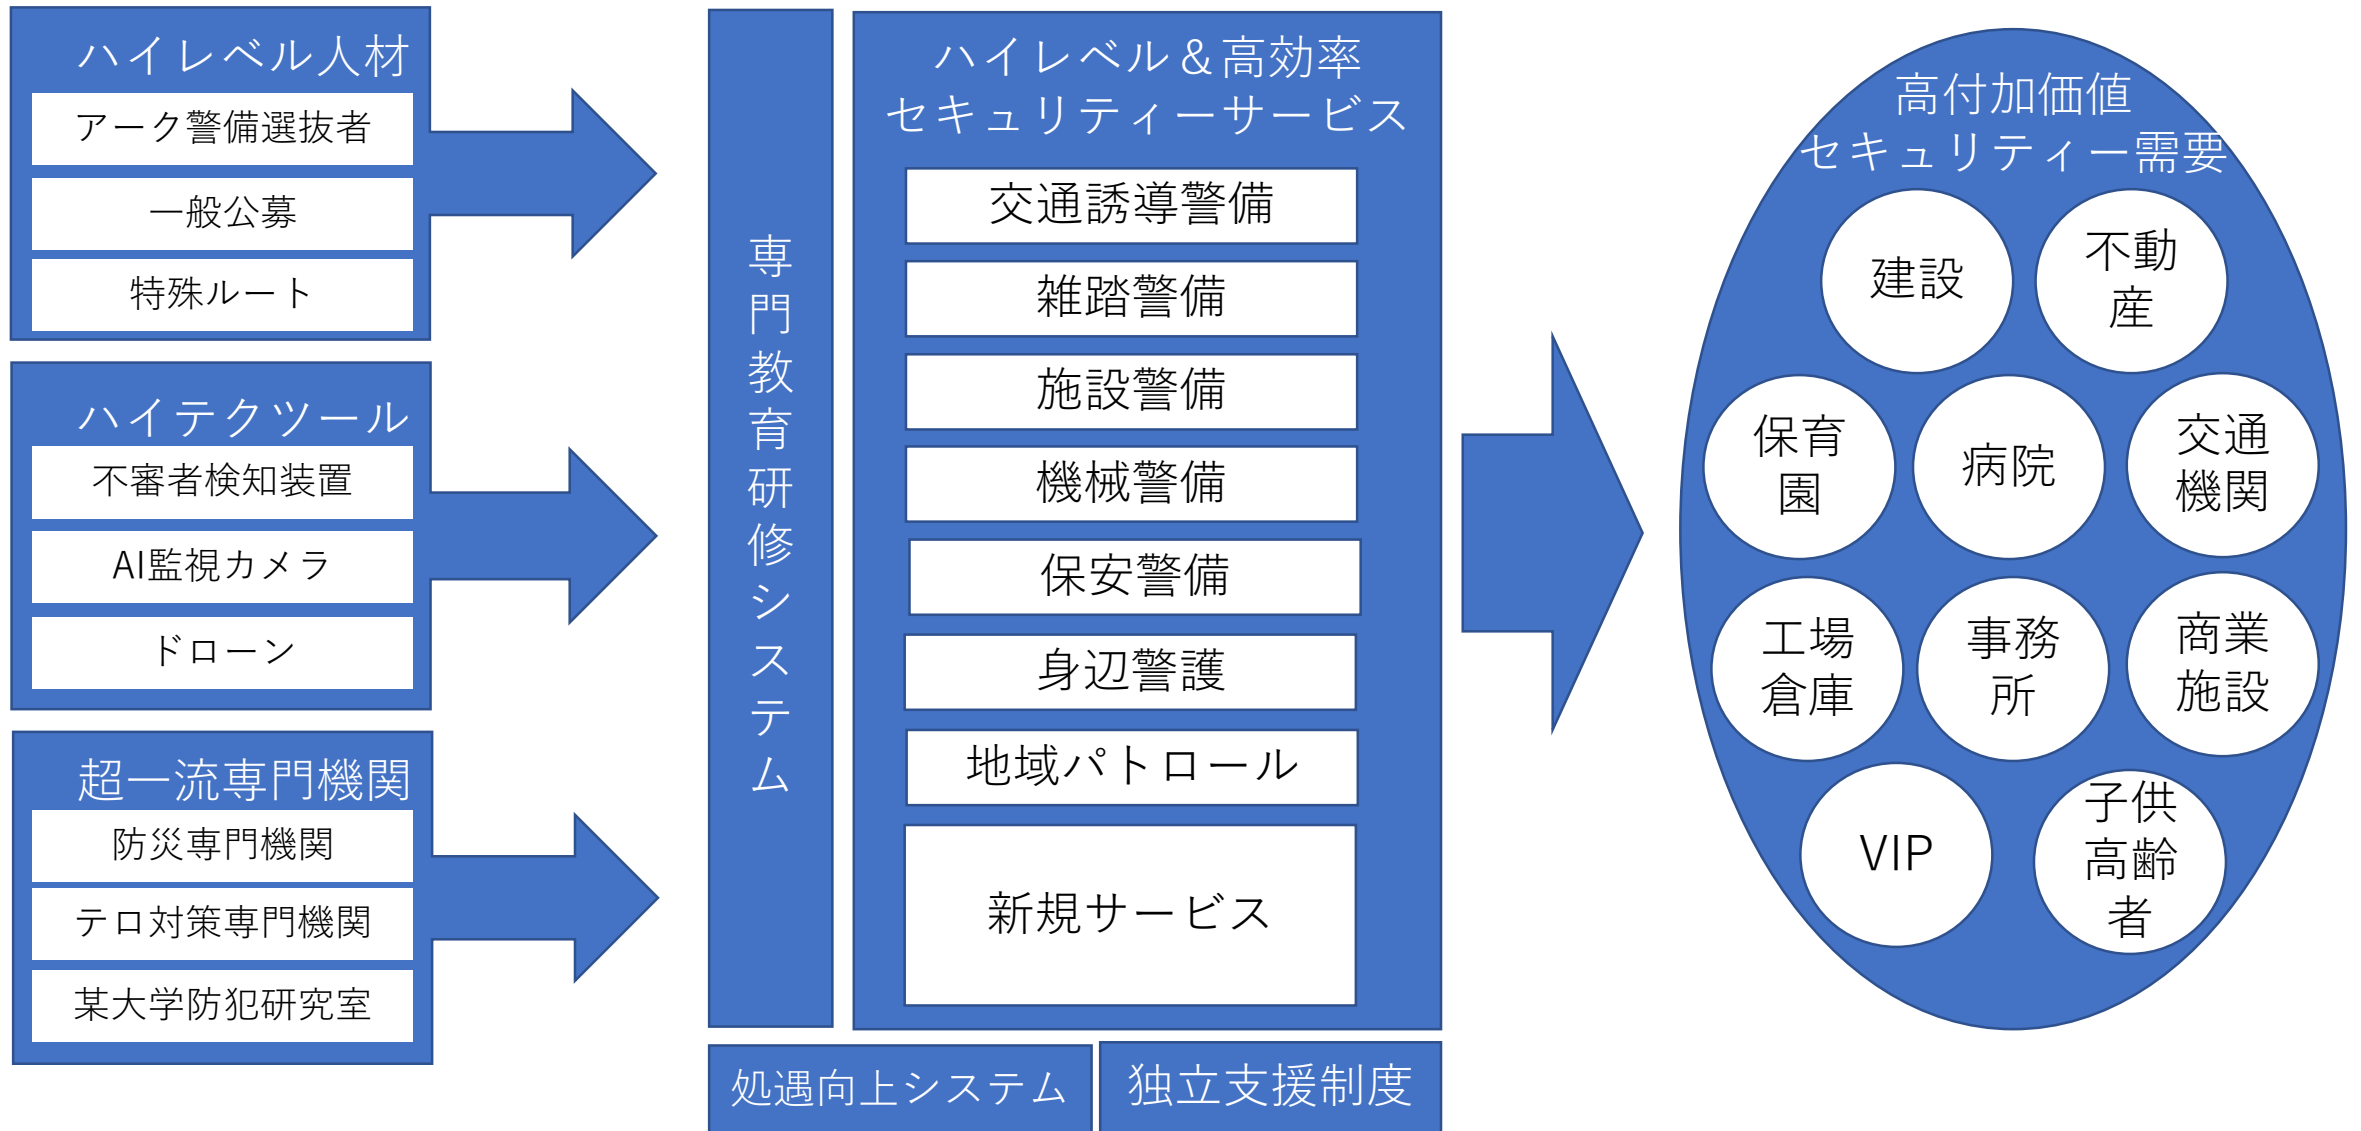 ハイレベル人材
アーク警備選抜者
一般公募
特殊ルート
ハイテクツール
不審者検知装置
AI監視カメラ
ドローン
超一流専門機関
防災専門機関
テロ対策専門機関
某大学防犯研究室
専門教育研修システム
ハイレベル＆高効率
セキュリティーサービス
交通誘導警備
雑踏警備
施設警備
機械警備
保安警備
身辺警護
地域パトロール
新規サービス
処遇向上システム
独立支援制度
高付加価値
セキュリティー需要
建設
不動
産
保育
園
病院
交通
機関
工場
倉庫
事務
所
商業
施設
VIP
子供
高齢
者